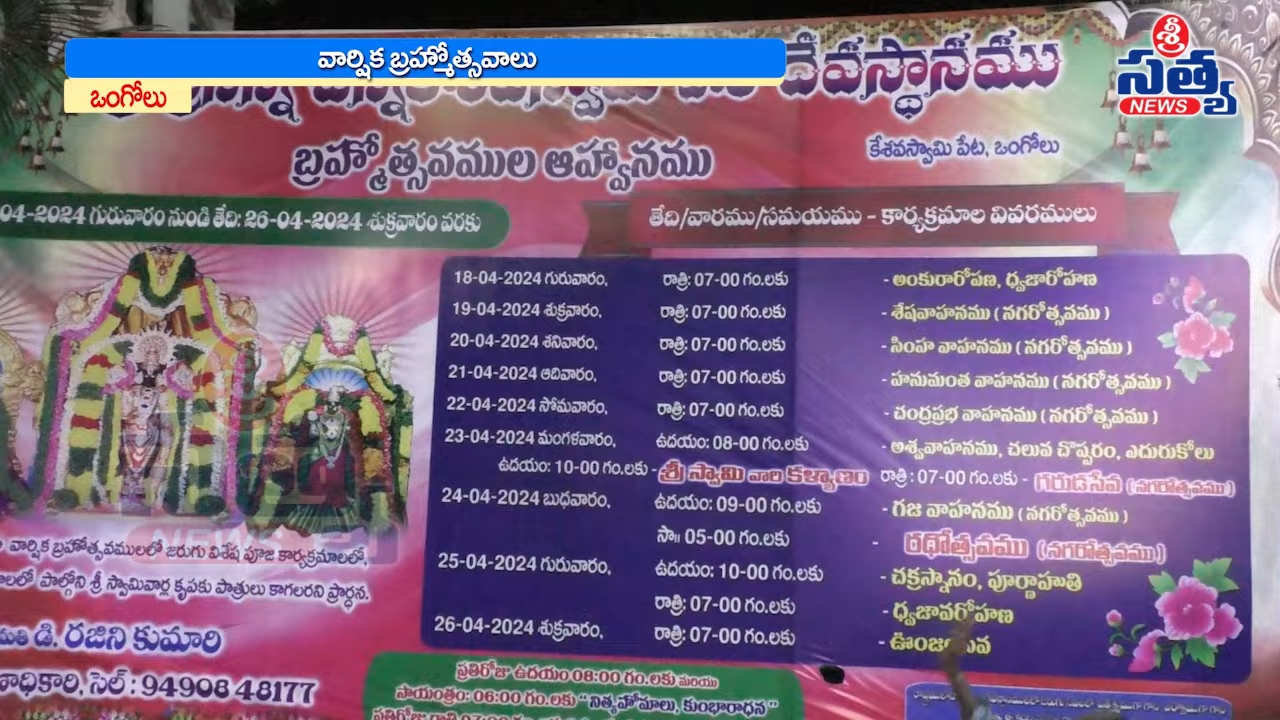 వార్షిక బ్రహ్మోత్సవాలు
ఒంగోలు
శ్రీ
సత్య
NEWS
దేవస్థానము
బ్రహ్మోత్సవముల ఆహ్వానము
కేశవస్వామి పేట, ఒంగోలు
04-2024 గురువారం నుండి తేది: 26-04-2024 శుక్రవారం వరకు
తేది/వారము/సమయము - కార్యక్రమాల వివరములు
18-04-2024 గురువారం, రాత్రి: 07-00 గం.లకు - అంకురారోపణ, ధ్వజారోహణ
19-04-2024 శుక్రవారం, రాత్రి: 07-00 గం.లకు - శేషవాహనము ( నగరోత్సవము )
20-04-2024 శనివారం, రాత్రి: 07-00 గం.లకు - సింహ వాహనము ( నగరోత్సవము )
21-04-2024 ఆదివారం, రాత్రి: 07-00 గం.లకు - హనుమంత వాహనము ( నగరోత్సవము )
22-04-2024 సోమవారం, రాత్రి: 07-00 గం.లకు - చంద్రప్రభ వాహనము ( నగరోత్సవము )
23-04-2024 మంగళవారం, ఉదయం: 08-00 గం.లకు - అశ్వవాహనము, చలువ చొప్పరం, ఎదురుకోలు
ఉదయం: 10-00 గం.లకు - శ్రీ స్వామి వారి కళ్యాణం రాత్రి : 07-00 గం.లకు - గరుడసేవ ( నగరోత్సవము )
24-04-2024 బుధవారం, ఉదయం: 09-00 గం.లకు - గజ వాహనము ( నగరోత్సవము )
సా॥ 05-00 గం.లకు - రథోత్సవము ( నగరోత్సవము )
25-04-2024 గురువారం, ఉదయం: 10-00 గం.లకు - చక్రస్నానం, పూర్ణాహుతి
రాత్రి: 07-00 గం.లకు - ధ్వజావరోహణ
26-04-2024 శుక్రవారం, రాత్రి: 07-00 గం.లకు
వార్షిక బ్రహ్మోత్సవములలో జరుగు విశేష పూజ కార్యక్రమాలలో,
పాల్గోని శ్రీ స్వామివార్ల కృపకు పాత్రులు కాగలరని ప్రార్ధన.
డి. రజిని కుమారి
సెల్ : 94908 48177
ప్రతిరోజు ఉదయం 08:00 గం.లకు మరియు
సాయంత్రం: 06:00 గం.లకు " నిత్యహోమాలు, కుంభారాధన "